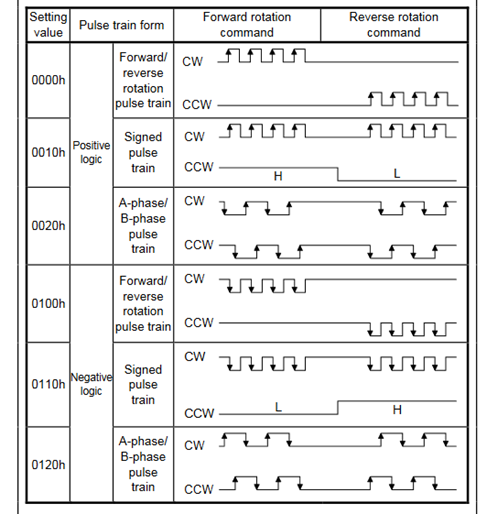 Setting
value
Pulse train form
Forward rotation
command
Reverse rotation
command
0000h
Positive
logic
Forward/
reverse
rotation
pulse train
CW
CCW
0010h
Signed
pulse
train
CW
CCW
H
L
0020h
A-phase/
B-phase
pulse
train
CW
CCW
0100h
Negative
logic
Forward/
reverse
rotation
pulse train
CW
CCW
0110h
Signed
pulse
train
CW
CCW
L
H
0120h
A-phase/
B-phase
pulse
train
CW
CCW